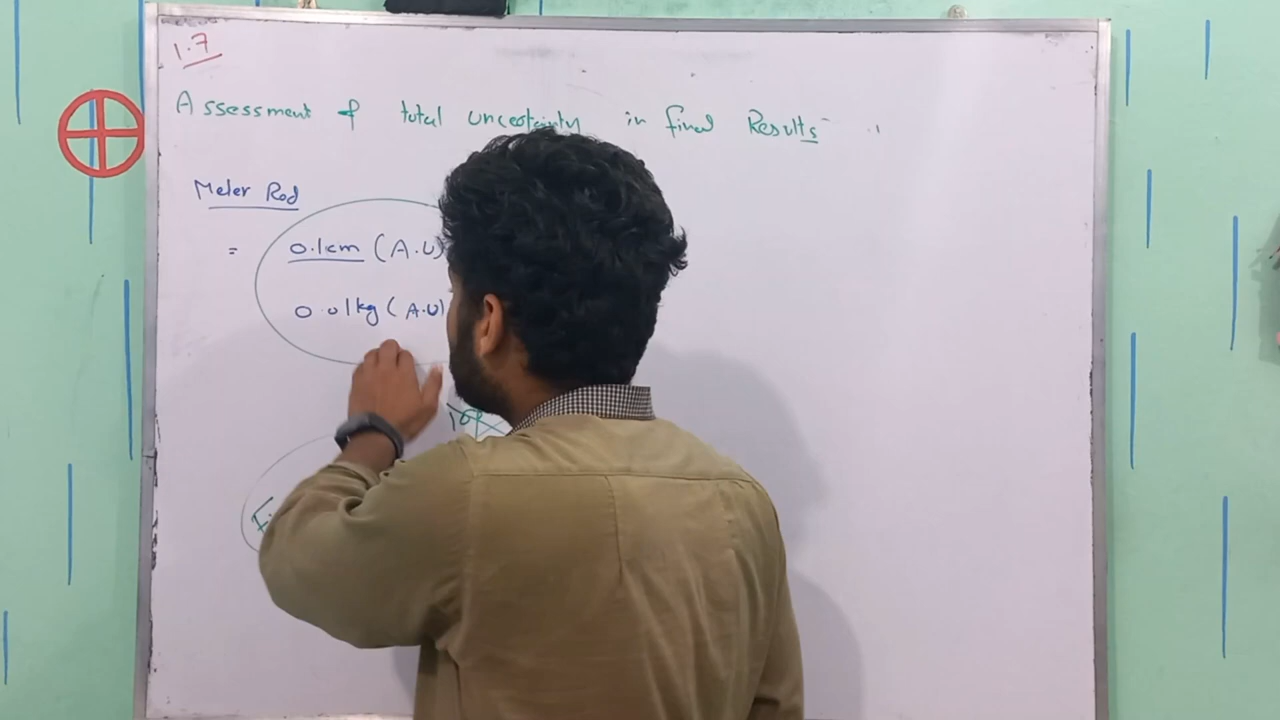 1.7
Assessment of total uncertainty in final Results
Meter Rod
= 0.1cm (A.U)
0.01kg (A.U)